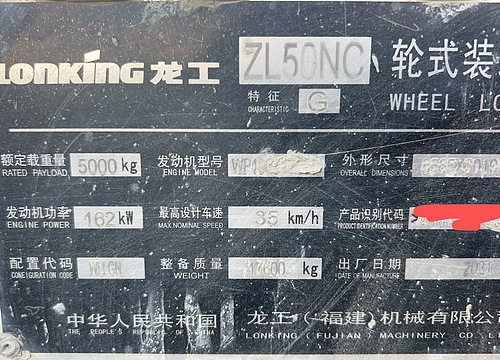 LONKING 龙工 ZL50NC 轮式装
特征 G
CHARACTERISTIC
WHEEL LO
额定载重量 5000 kg 发动机型号 外形尺寸
RATED PAYLOAD ENGINE MODEL OVERALL DIMENSIONS
发动机功率 162 kW 最高设计车速 35 km/h 产品识别代码
ENGINE POWER MAX.NOMINAL SPEED PRODUCT IDENTIFICATION NUMBER
配置代码 整备质量 kg 出厂日期
CONFIGURATION CODE WEIGHT DATE OF MANUFACTURE
中华人民共和国 龙工(福建)机械有限公
THE PEOPLE'S REPUBLIC OF CHINA LONKING (FUJIAN) MACHINERY CO.,L